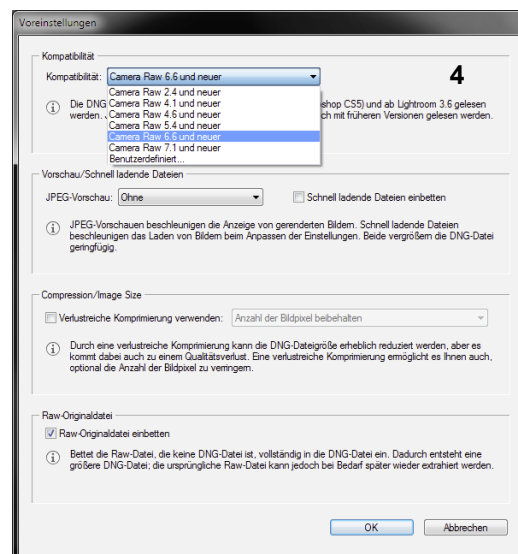 Voreinstellungen
Kompatibilität
4
Kompatibilität: Camera Raw 6.6 und neuer
Camera Raw 2.4 und neuer
Camera Raw 4.1 und neuer
Camera Raw 4.6 und neuer
Camera Raw 5.4 und neuer
Camera Raw 6.6 und neuer
Camera Raw 7.1 und neuer
Benutzerdefiniert...
Die DNG shop CS5) und ab Lightroom 3.6 gelesen
werden. ch mit früheren Versionen gelesen werden.
Vorschau/Schnell ladende Dateien
JPEG-Vorschau: Ohne Schnell ladende Dateien einbetten
JPEG-Vorschauen beschleunigen die Anzeige von gerenderten Bildern. Schnell ladende Dateien
beschleunigen das Laden von Bildern beim Anpassen der Einstellungen. Beide vergrößern die DNG-Datei
geringfügig.
Compression/Image Size
Verlustreiche Komprimierung verwenden: Anzahl der Bildpixel beibehalten
Durch eine verlustreiche Komprimierung kann die DNG-Dateigröße erheblich reduziert werden, aber es
kommt dabei auch zu einem Qualitätsverlust. Eine verlustreiche Komprimierung ermöglicht es Ihnen auch,
optional die Anzahl der Bildpixel zu verringern.
Raw-Originaldatei
Raw-Originaldatei einbetten
Bettet die Raw-Datei, die keine DNG-Datei ist, vollständig in die DNG-Datei ein. Dadurch entsteht eine
größere DNG-Datei; die ursprüngliche Raw-Datei kann jedoch bei Bedarf später wieder extrahiert werden.
OK Abbrechen